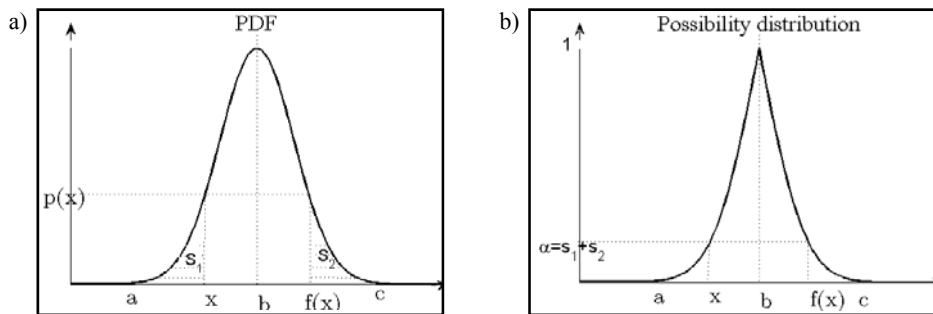 a)
PDF
p(x)
s₁
s₂
a
x
b
f(x)
c
b)
Possibility distribution
1
α=s₁+s₂
a
x
b
f(x)
c